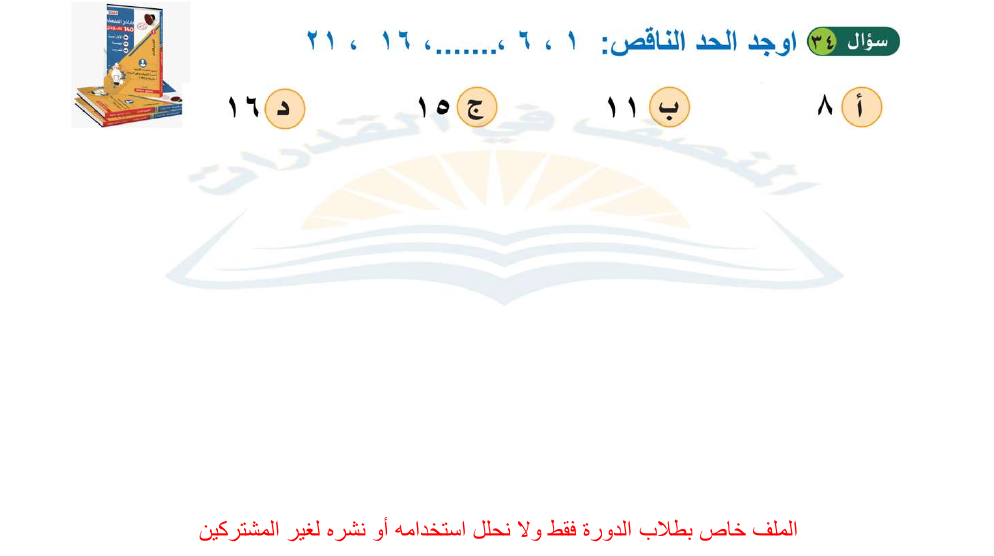 سؤال ٣٤ اوجد الحد الناقص: ١ ، ٦ ،.......، ١٦ ، ٢١
أ ٨ ب ١١ ج ١٥ د ١٦
المنصف في القدرات
الملف خاص بطلاب الدورة فقط ولا نحلل استخدامه أو نشره لغير المشتركين